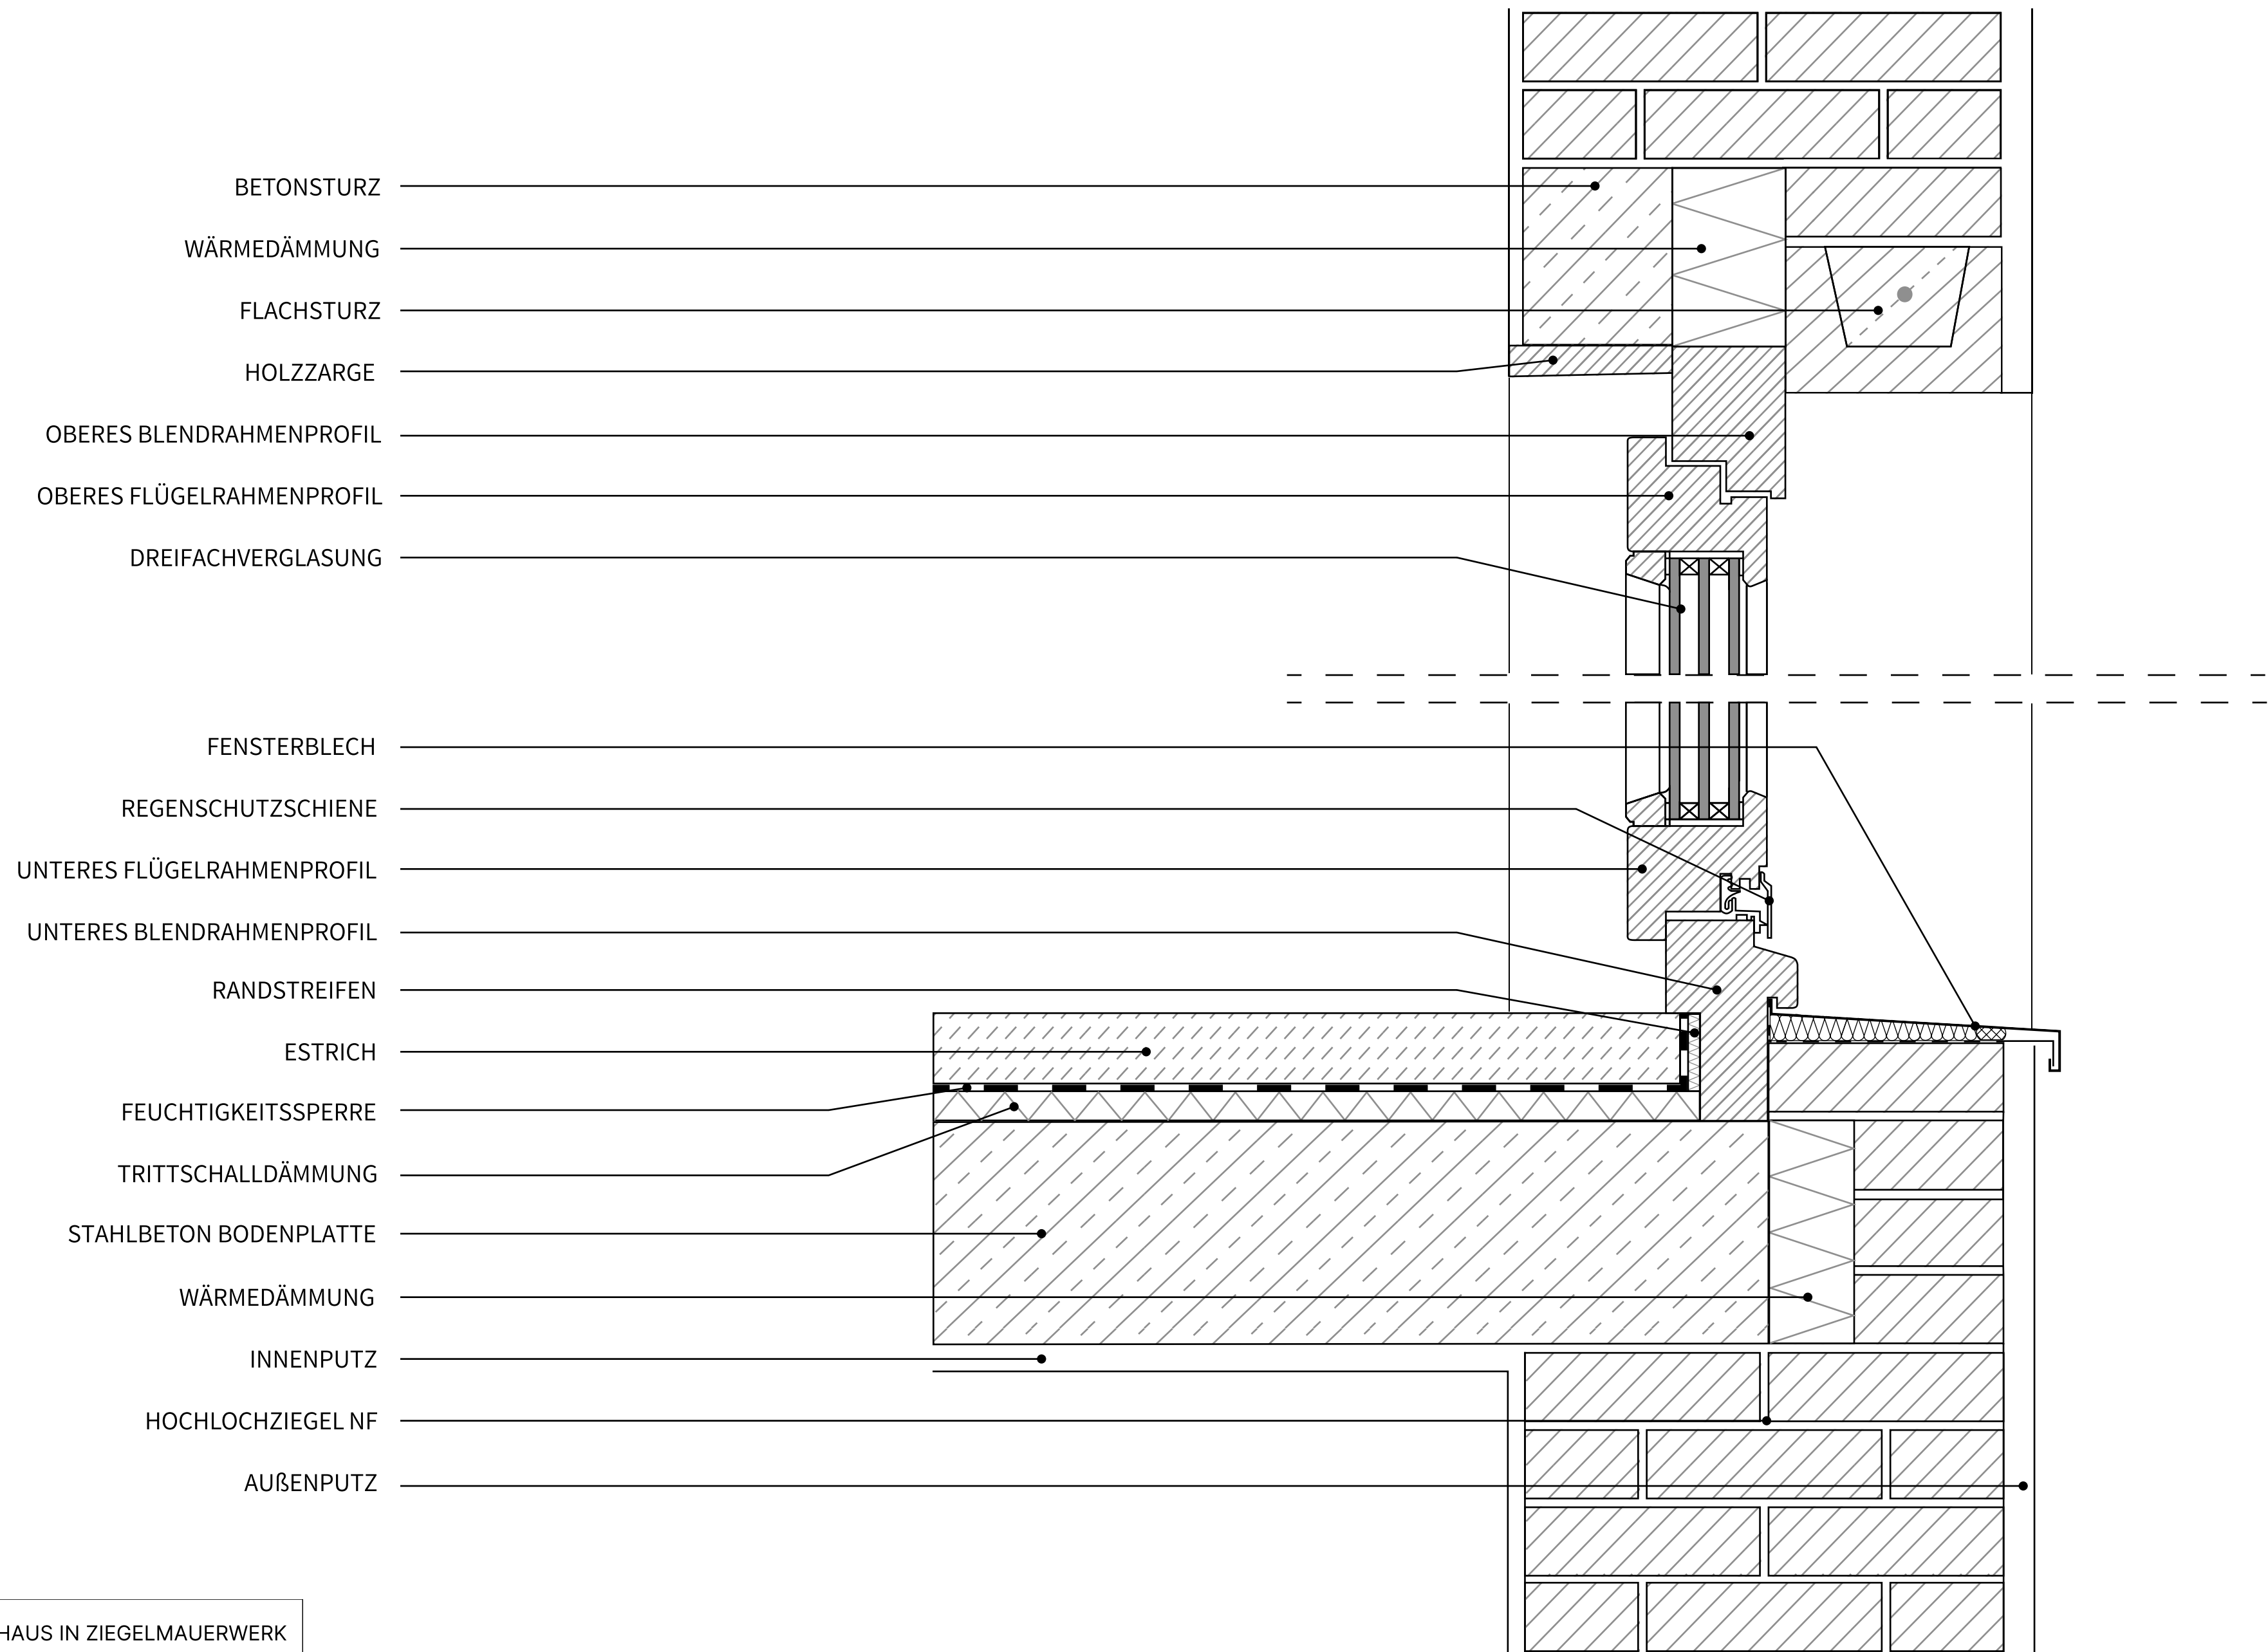 BETONSTURZ
WÄRMEDÄMMUNG
FLACHSTURZ
HOLZZARGE
OBERES BLENDRAHMENPROFIL
OBERES FLÜGELRAHMENPROFIL
DREIFACHVERGLASUNG
FENSTERBLECH
REGENSCHUTZSCHIENE
UNTERES FLÜGELRAHMENPROFIL
UNTERES BLENDRAHMENPROFIL
RANDSTREIFEN
ESTRICH
FEUCHTIGKEITSSPERRE
TRITTSCHALLDÄMMUNG
STAHLBETON BODENPLATTE
WÄRMEDÄMMUNG
INNENPUTZ
HOCHLOCHZIEGEL NF
AUßENPUTZ
HAUS IN ZIEGELMAUERWERK